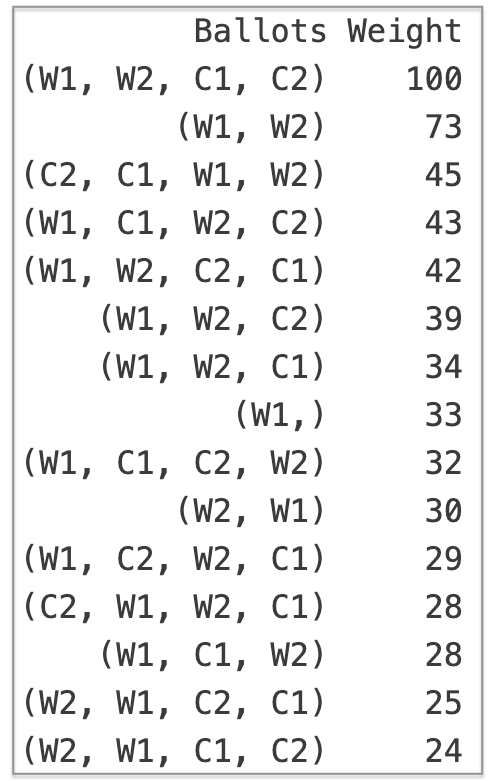 Ballots Weight
(W1, W2, C1, C2) 100
(W1, W2) 73
(C2, C1, W1, W2) 45
(W1, C1, W2, C2) 43
(W1, W2, C2, C1) 42
(W1, W2, C2) 39
(W1, W2, C1) 34
(W1,) 33
(W1, C1, C2, W2) 32
(W2, W1) 30
(W1, C2, W2, C1) 29
(C2, W1, W2, C1) 28
(W1, C1, W2) 28
(W2, W1, C2, C1) 25
(W2, W1, C1, C2) 24